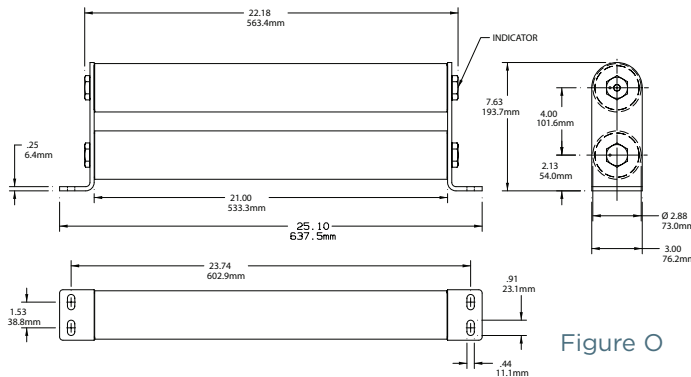 22.18
563.4mm
INDICATOR
7.63
193.7mm
4.00
101.6mm
.25
6.4mm
2.13
54.0mm
21.00
533.3mm
Ø 2.88
73.0mm
25.10
637.5mm
3.00
76.2mm
23.74
602.9mm
.91
23.1mm
1.53
38.8mm
Figure O
.44
11.1mm